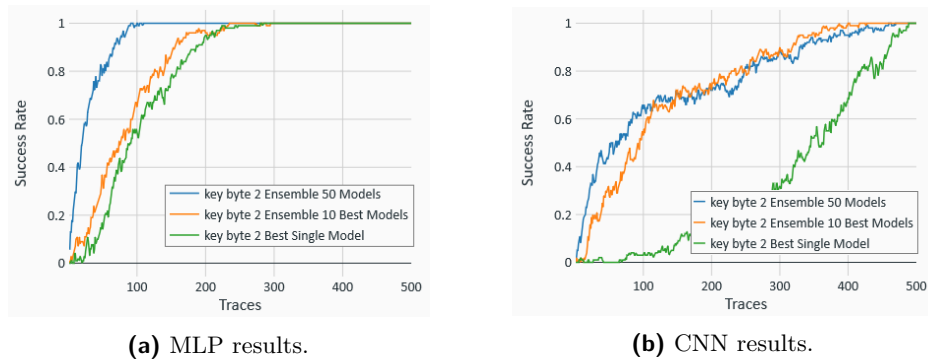 1
0.8
0.6
0.4
0.2
0
Success Rate
100
200
300
400
500
Traces
key byte 2 Ensemble 50 Models
key byte 2 Ensemble 10 Best Models
key byte 2 Best Single Model
(a) MLP results.
1
0.8
0.6
0.4
0.2
0
Success Rate
100
200
300
400
500
Traces
key byte 2 Ensemble 50 Models
key byte 2 Ensemble 10 Best Models
key byte 2 Best Single Model
(b) CNN results.